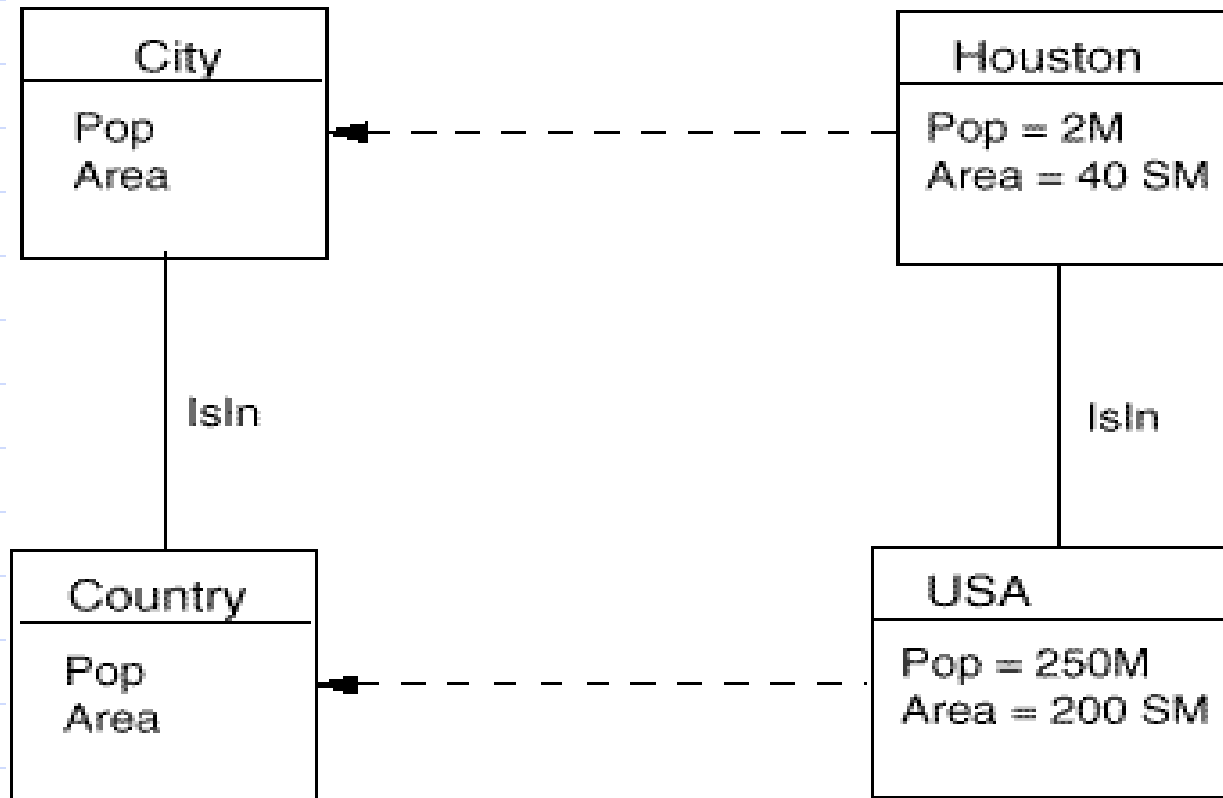 City
Pop
Area
Houston
Pop = 2M
Area = 40 SM
IsIn
IsIn
Country
Pop
Area
USA
Pop = 250M
Area = 200 SM